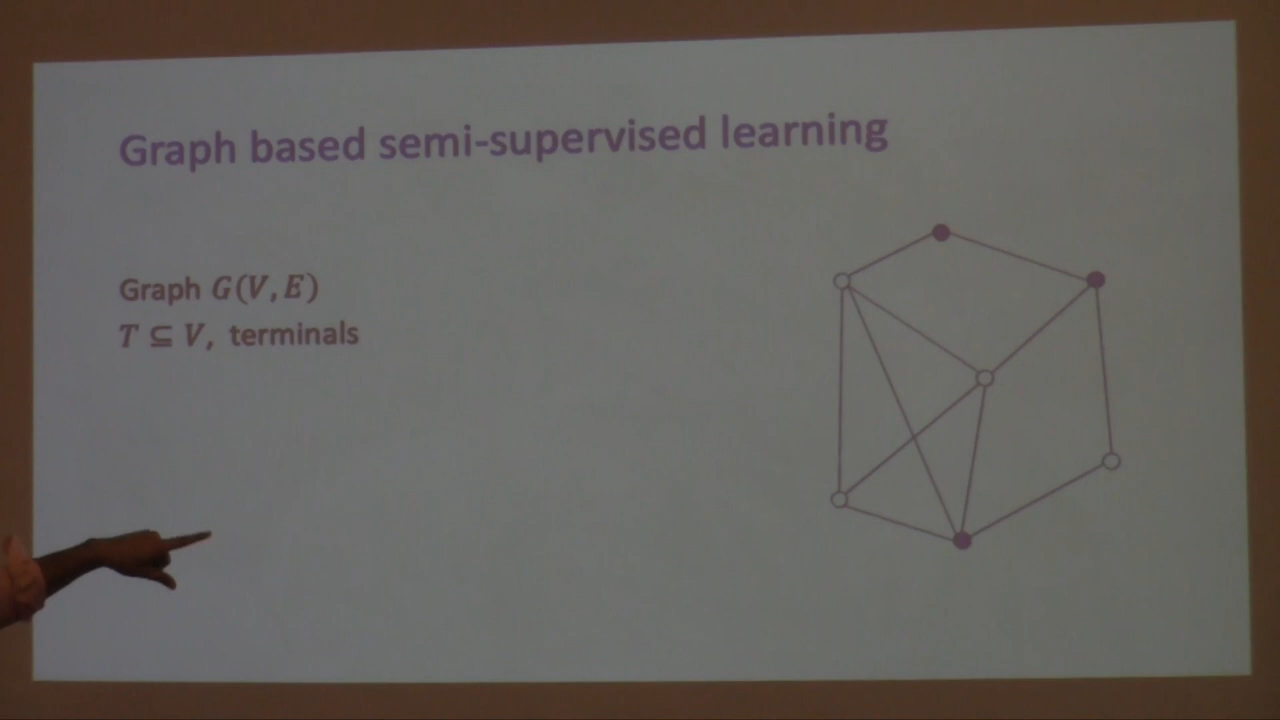 Graph based semi-supervised learning
Graph G(V, E)
T ⊆ V, terminals